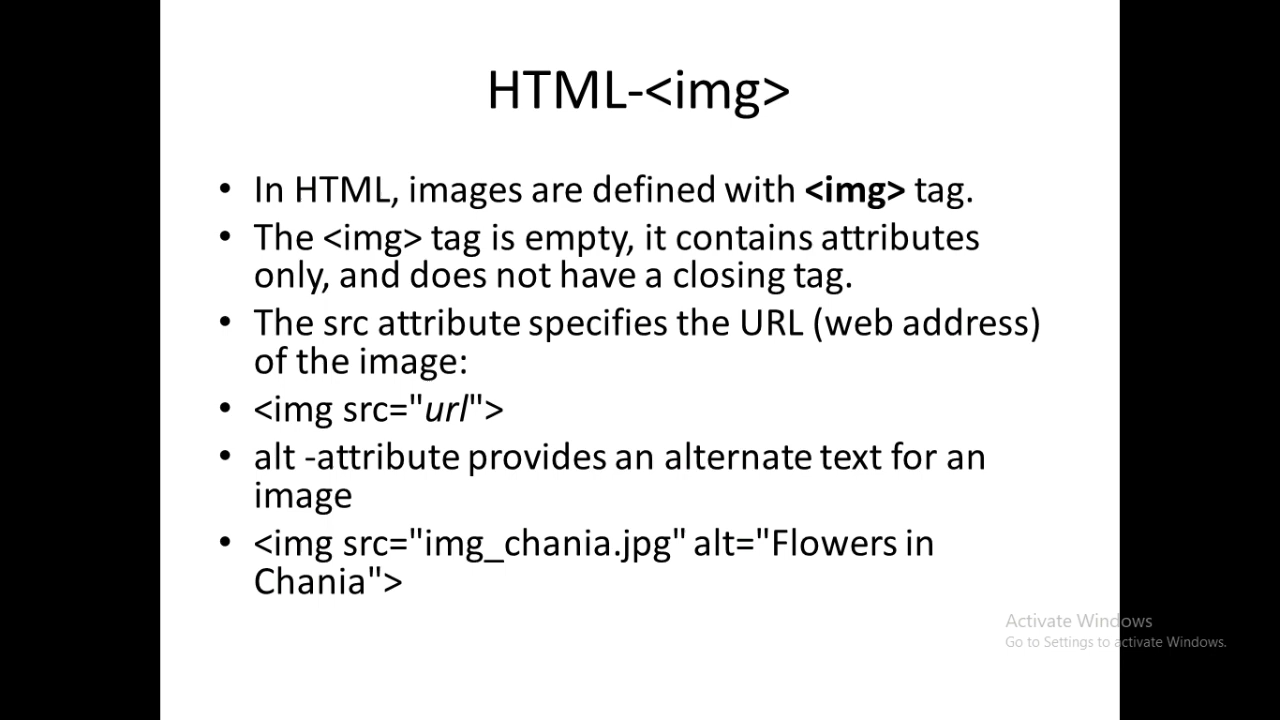 HTML-<img>
• In HTML, images are defined with <img> tag.
• The <img> tag is empty, it contains attributes
only, and does not have a closing tag.
• The src attribute specifies the URL (web address)
of the image:
• <img src="url">
• alt -attribute provides an alternate text for an
image
• <img src="img_chania.jpg" alt="Flowers in
Chania">
Activate Windows
Go to Settings to activate Windows.